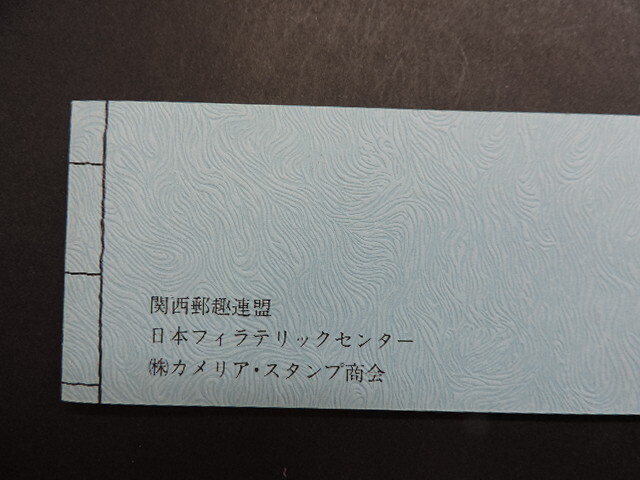 関西郵趣連盟
日本フィラテリックセンター
㈱カメリア・スタンプ商会